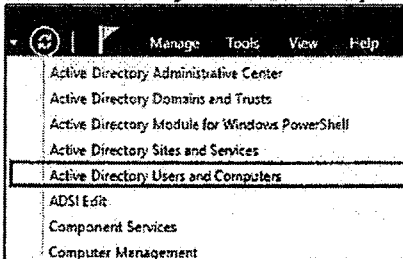 Manage Tools View Help
Active Directory Administrative Center
Active Directory Domains and Trusts
Active Directory Module for Windows PowerShell
Active Directory Sites and Services
Active Directory Users and Computers
ADSI Edit
Component Services
Computer Management